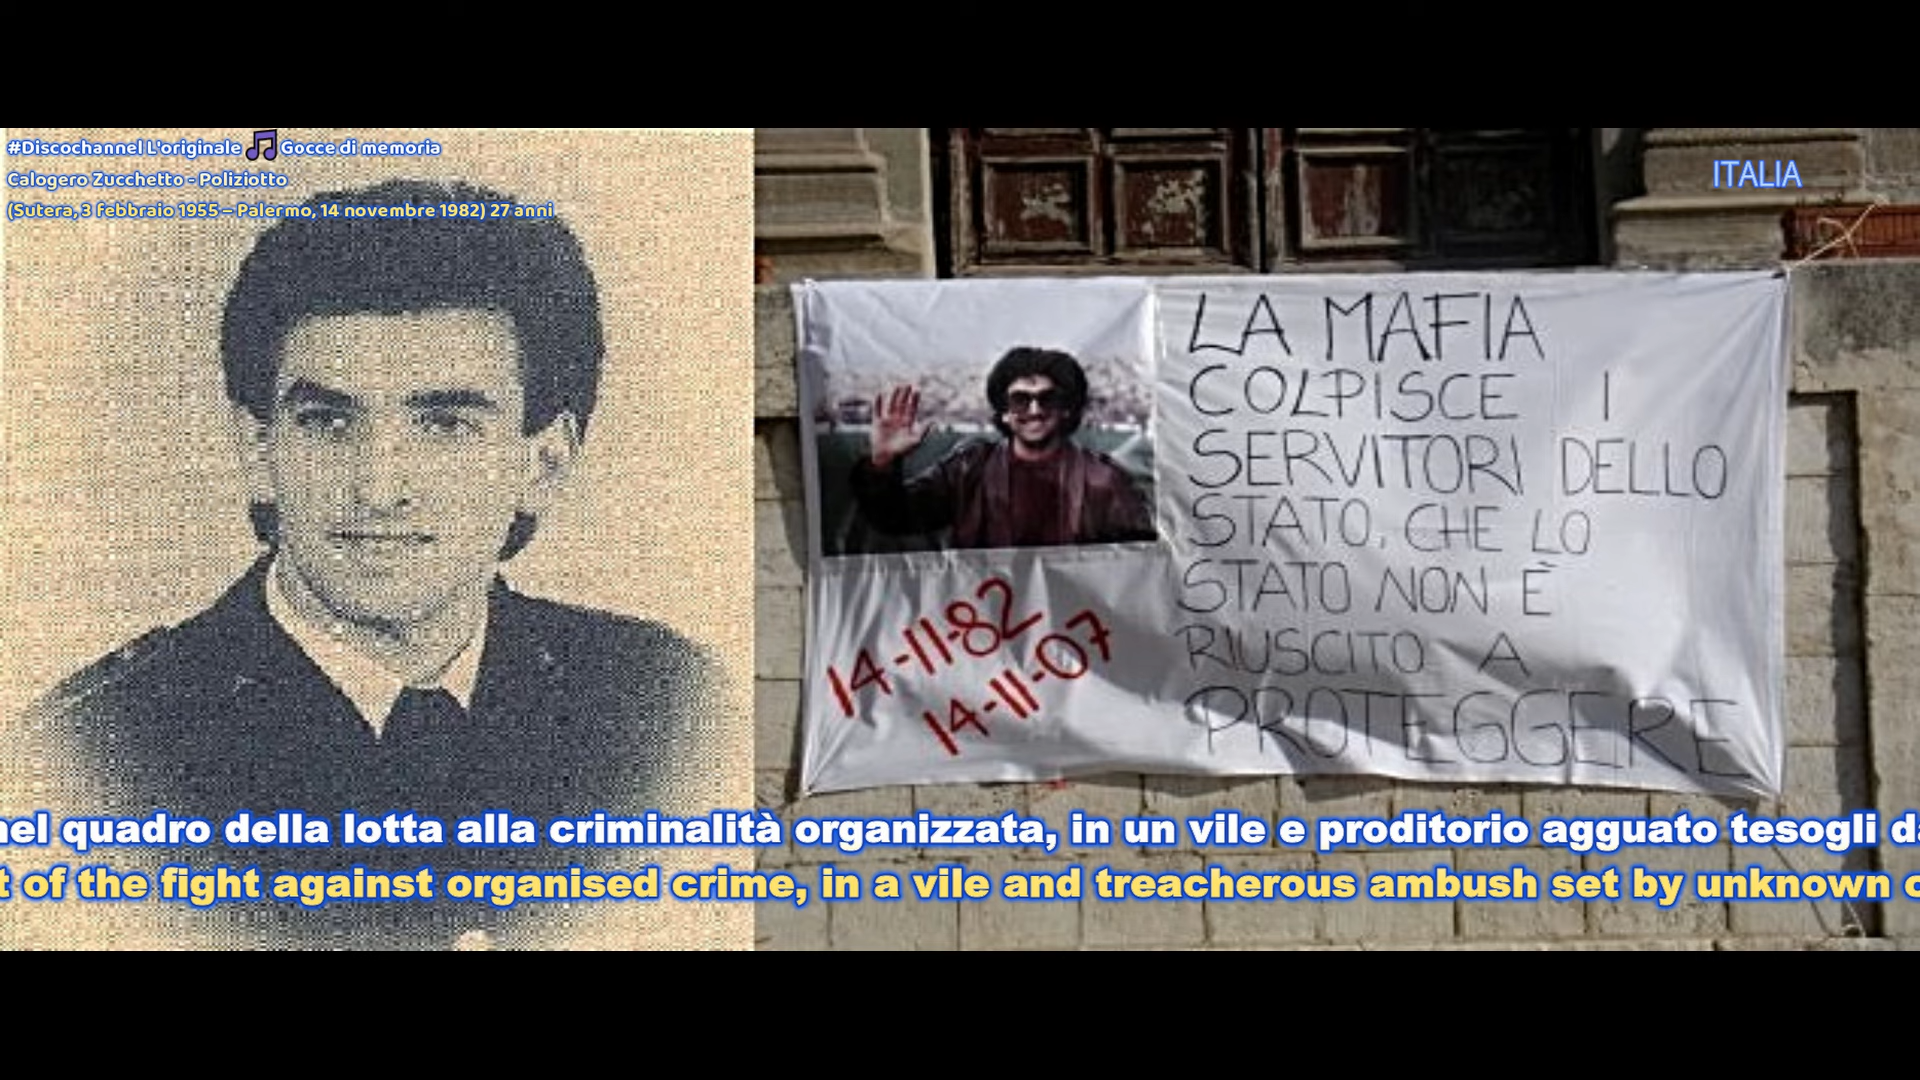 #Discochannel L'originale 🎵 Gocce di memoria
Calogero Zucchetto - Poliziotto
(Sutera, 3 febbraio 1955 – Palermo, 14 novembre 1982) 27 anni
ITALIA
LA MAFIA
COLPISCE I
SERVITORI DELLO
STATO, CHE LO
STATO NON È
RIUSCITO A
PROTEGGERE
14-11-82
14-11-07
nel quadro della lotta alla criminalità organizzata, in un vile e proditorio agguato tesogli da
t of the fight against organised crime, in a vile and treacherous ambush set by unknown c